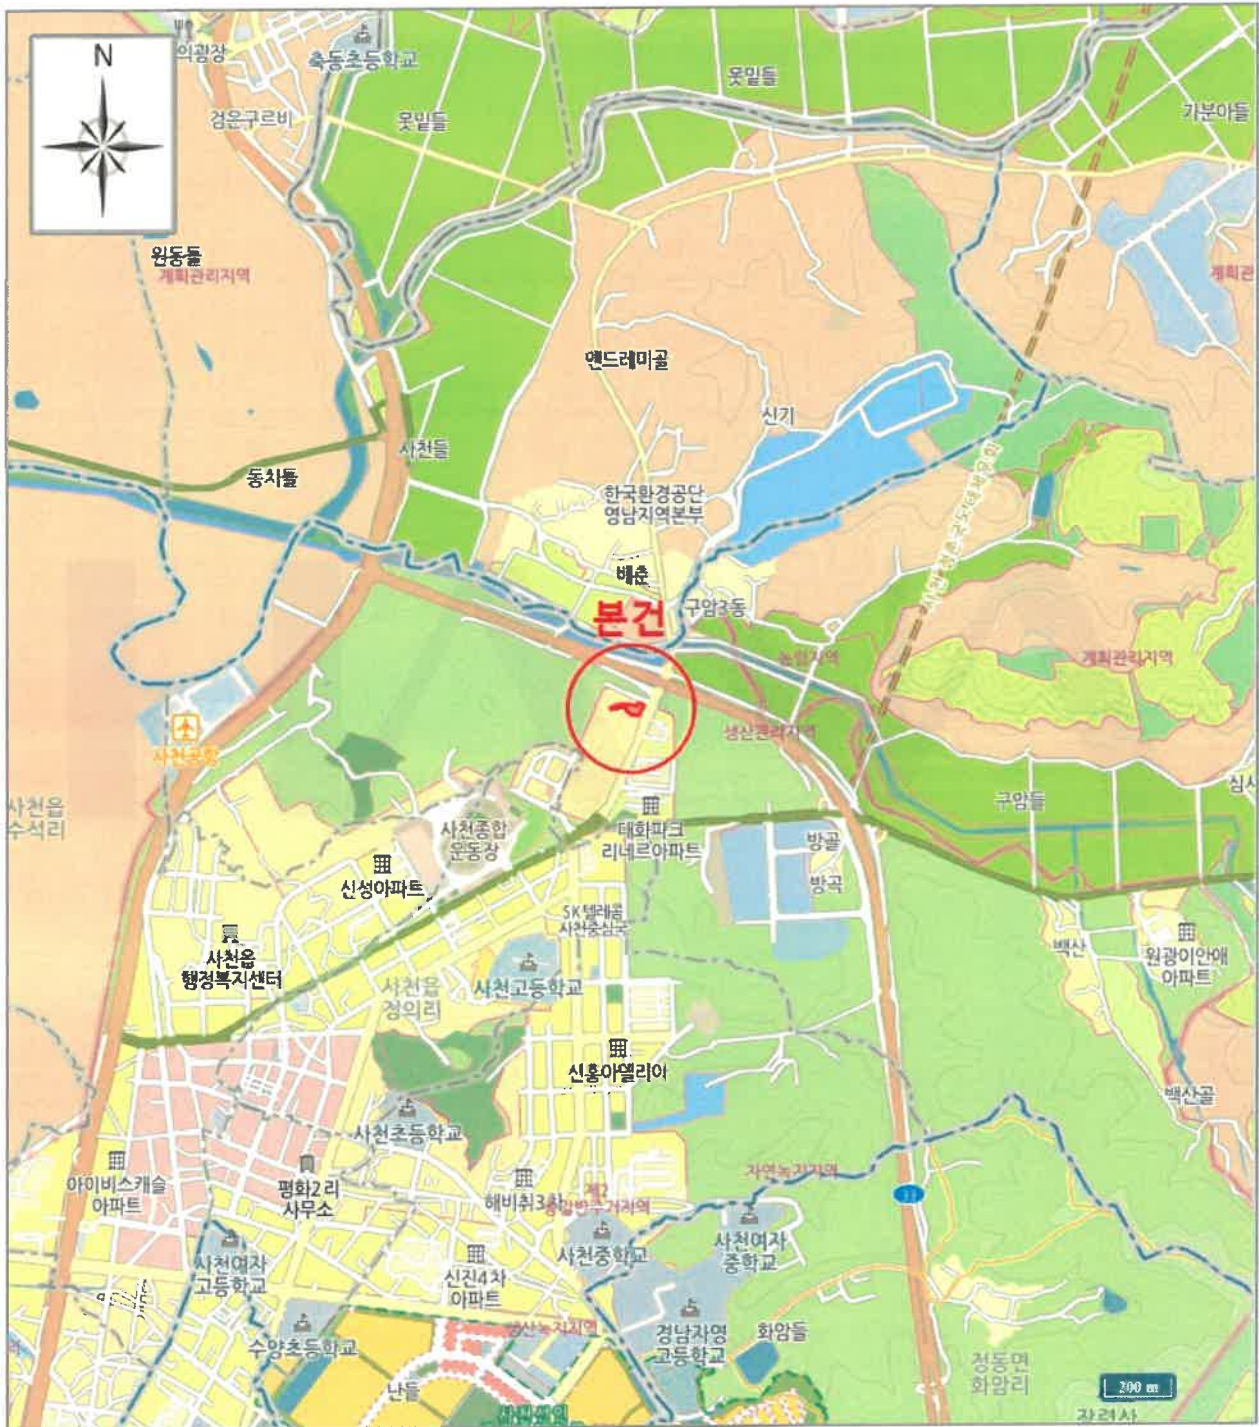 N
의광장
축동초등학교
검은구르비
못밑들
못밑들
가분아들
원동들
계획관리지역
계획관
앤드레미골
신기
사천들
동치들
한국환경공단
영남지역본부
배춘
구암3동
본건
농림지역
계획관리지역
생산관리지역
사천공항
사천읍
수석리
구암들
심시
사천종합
운동장
태화파크
리네르아파트
방골
방곡
신성아파트
SK텔레콤
사천중심국
사천읍
행정복지센터
사천읍
정의리
사천고등학교
백산
원광이안애
아파트
신흥아엘리아
백산골
사천초등학교
아이비스캐슬
아파트
평화2리
사무소
해비취3차
제2
자연녹지지역
33
사천여자
고등학교
사천중학교
사천여자
중학교
신진4차
아파트
수양초등학교
생산녹지지역
경남자영
고등학교
화암들
정동면
화암리
난들
200 m